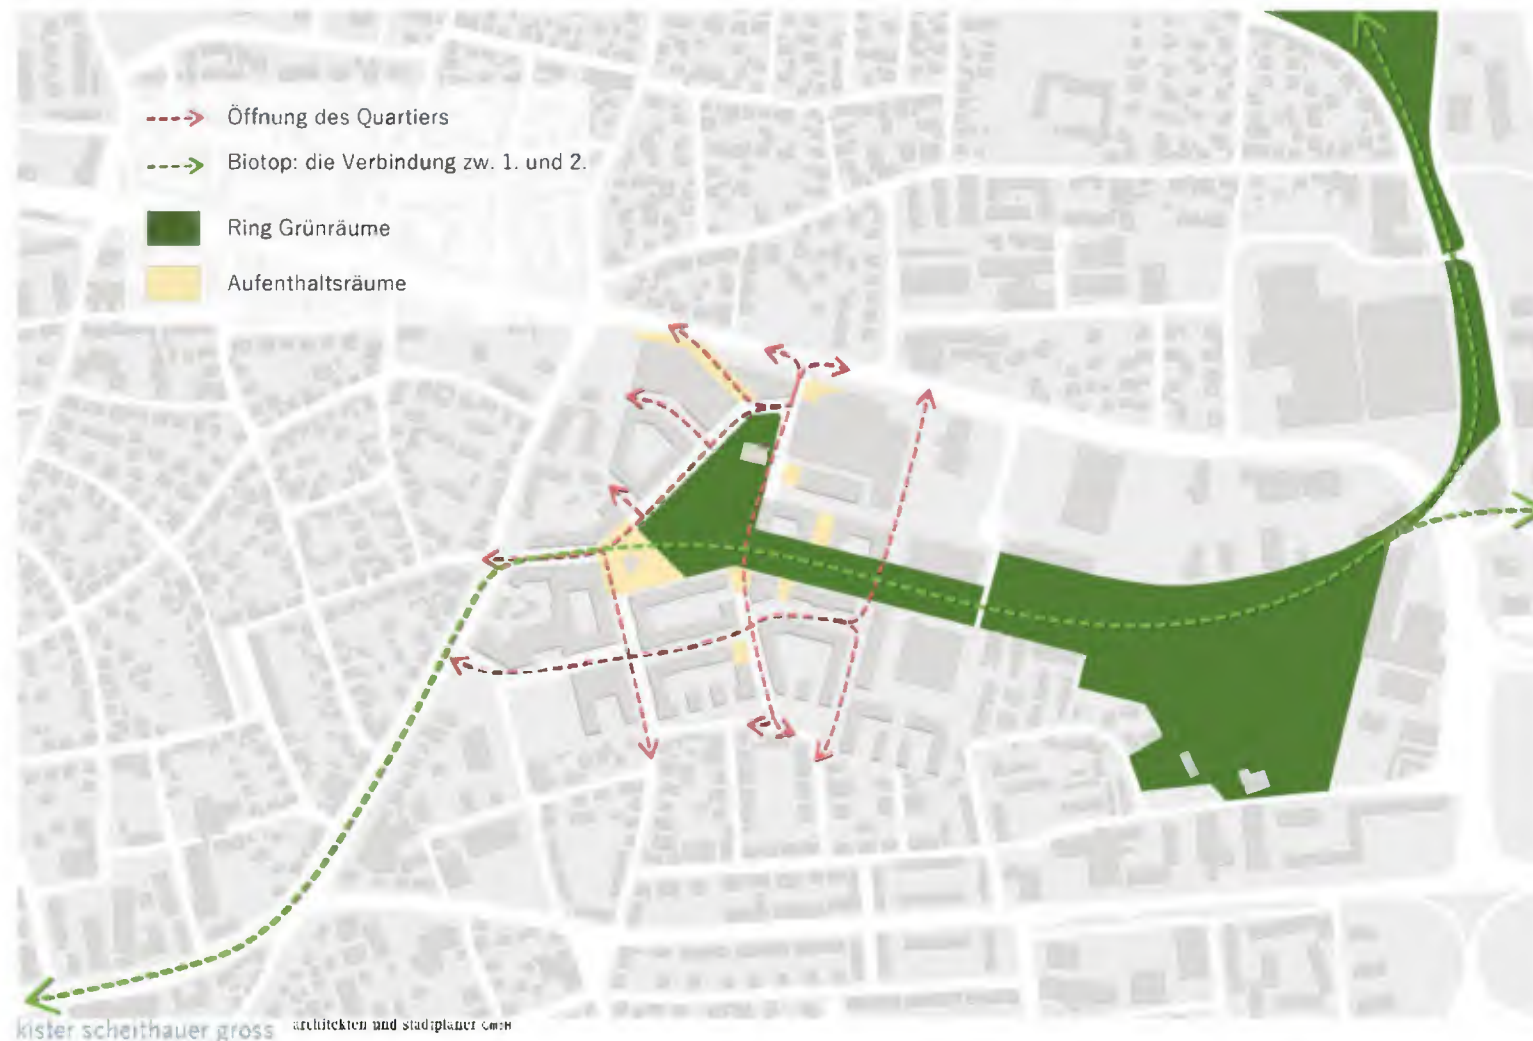 Öffnung des Quartiers
Biotop: die Verbindung zw. 1. und 2.
Ring Grünräume
Aufenthaltsräume
kister scheithauer gross architekten und stadtplaner GmbH